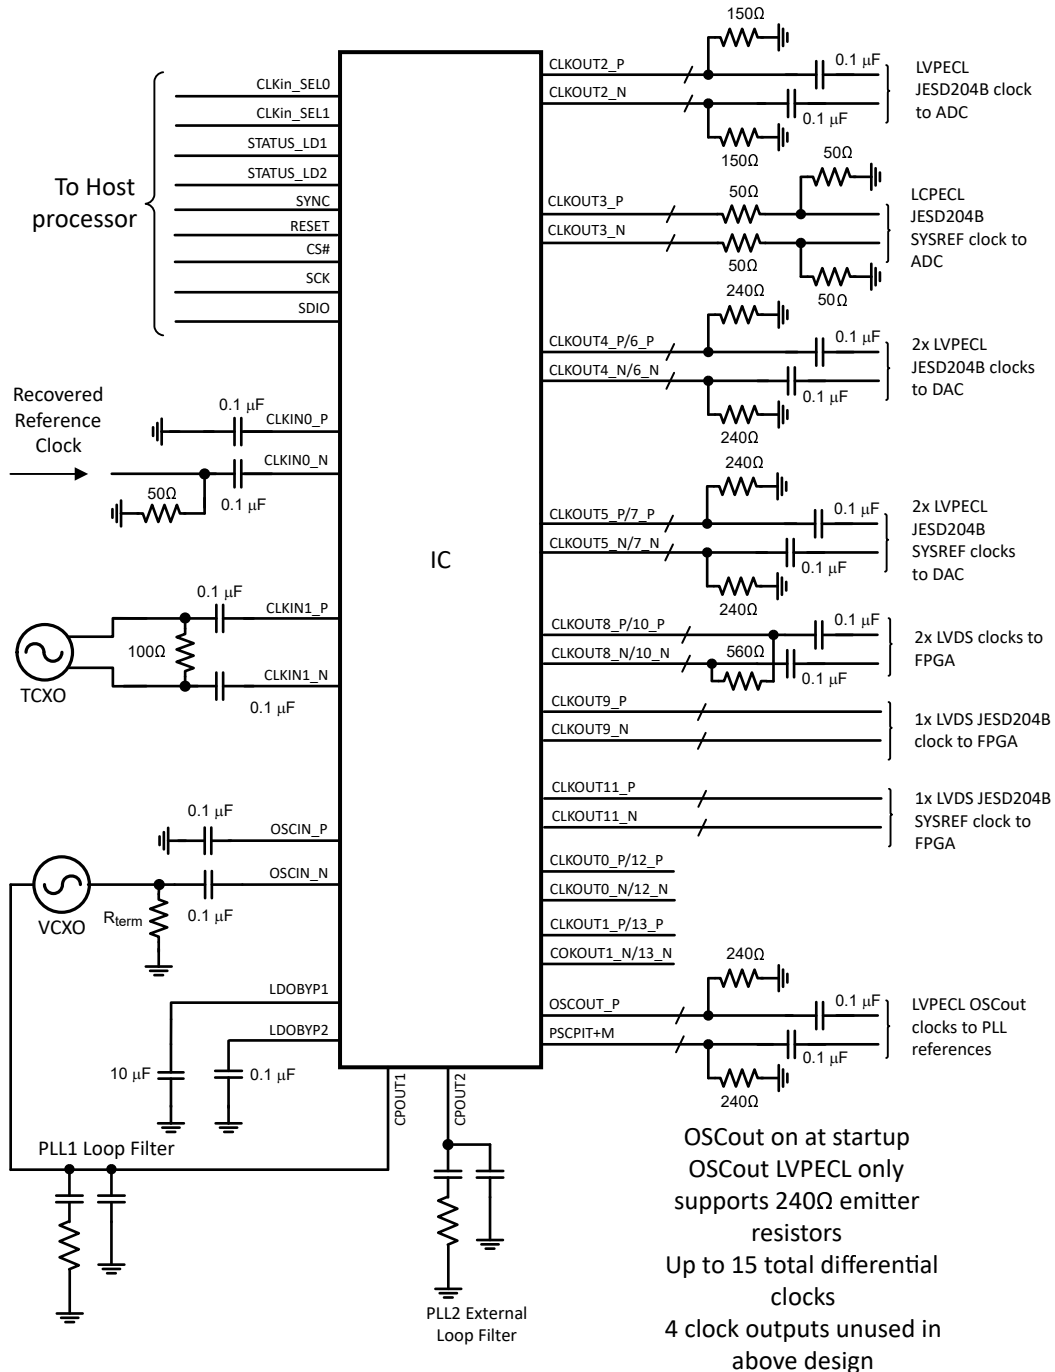 To Host
processor
CLKin_SEL0
CLKin_SEL1
STATUS_LD1
STATUS_LD2
SYNC
RESET
CS#
SCK
SDIO
Recovered
Reference
Clock
0.1 µF
CLKIN0_P
CLKIN0_N
50Ω
0.1 µF
0.1 µF
CLKIN1_P
100Ω
TCXO
CLKIN1_N
0.1 µF
0.1 µF
OSCIN_P
OSCIN_N
VCXO
Rterm
0.1 µF
LDOBYP1
LDOBYP2
10 µF
0.1 µF
PLL1 Loop Filter
CPOUT1
CPOUT2
PLL2 External
Loop Filter
IC
150Ω
CLKOUT2_P
0.1 µF
CLKOUT2_N
0.1 µF
150Ω
LVPECL
JESD204B clock
to ADC
50Ω
CLKOUT3_P
50Ω
CLKOUT3_N
50Ω
50Ω
LCPECL
JESD204B
SYSREF clock to
ADC
240Ω
CLKOUT4_P/6_P
0.1 µF
CLKOUT4_N/6_N
0.1 µF
240Ω
2x LVPECL
JESD204B clocks
to DAC
240Ω
CLKOUT5_P/7_P
0.1 µF
CLKOUT5_N/7_N
0.1 µF
240Ω
2x LVPECL
JESD204B
SYSREF clocks
to DAC
CLKOUT8_P/10_P
0.1 µF
CLKOUT8_N/10_N
560Ω
0.1 µF
2x LVDS clocks to
FPGA
CLKOUT9_P
CLKOUT9_N
1x LVDS JESD204B
clock to FPGA
CLKOUT11_P
CLKOUT11_N
1x LVDS JESD204B
SYSREF clock to
FPGA
CLKOUT0_P/12_P
CLKOUT0_N/12_N
CLKOUT1_P/13_P
COKOUT1_N/13_N
240Ω
OSCOUT_P
0.1 µF
PSCPIT+M
0.1 µF
240Ω
LVPECL OSCout
clocks to PLL
references
OSCout on at startup
OSCout LVPECL only
supports 240Ω emitter
resistors
Up to 15 total differential
clocks
4 clock outputs unused in
above design